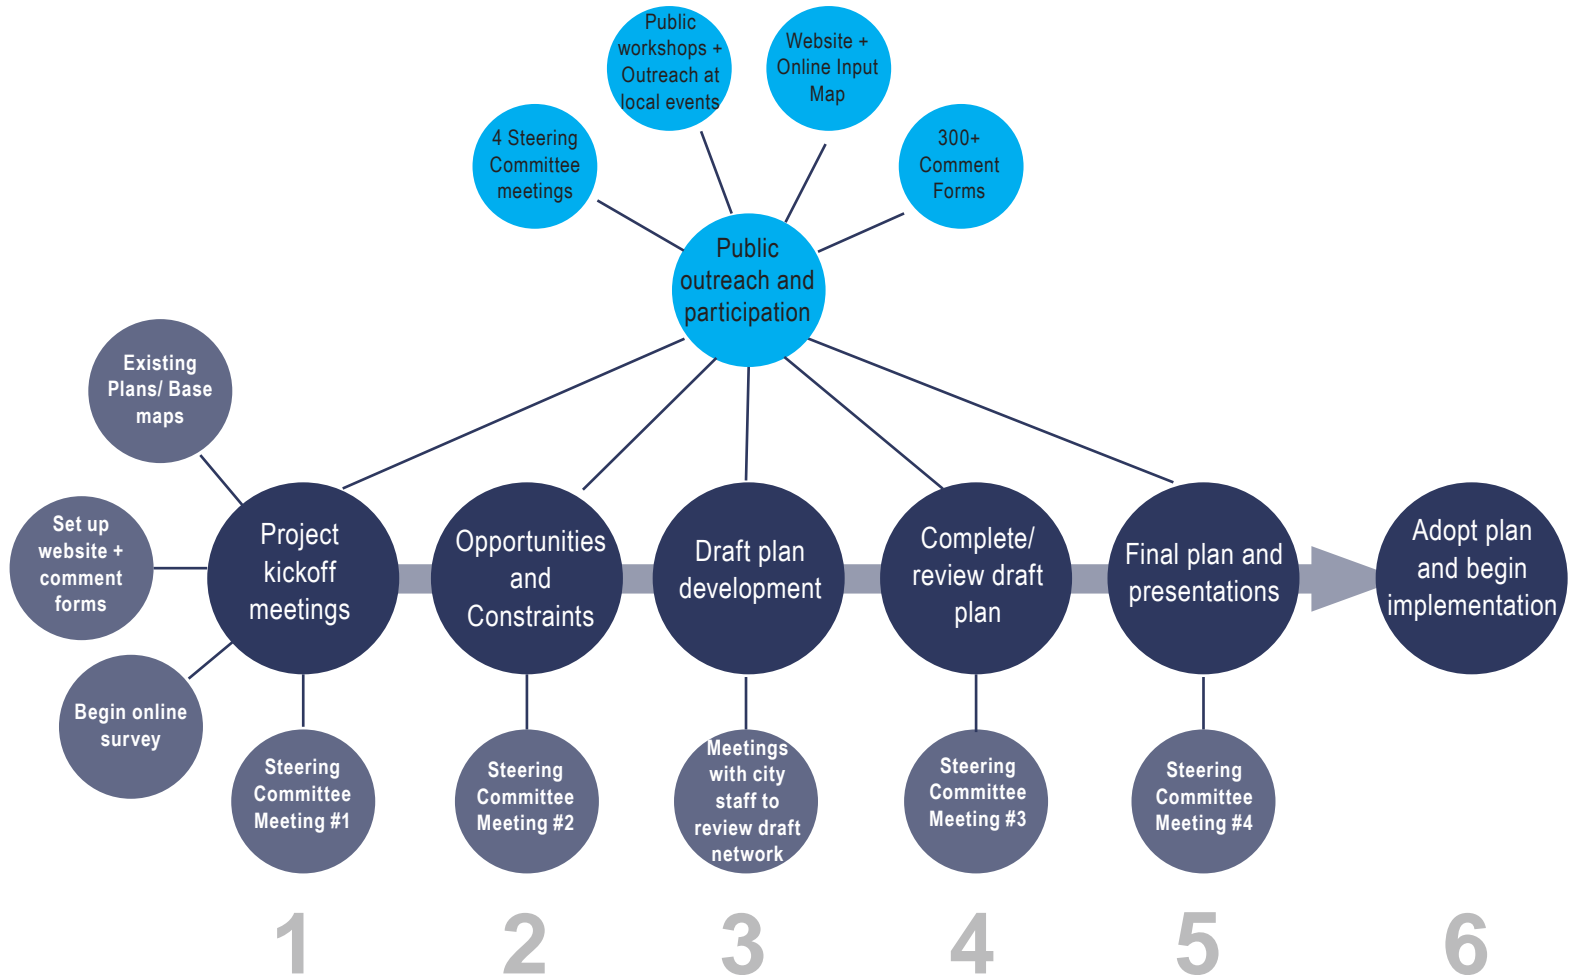 Public
workshops +
Outreach at
local events
Website +
Online Input
Map
4 Steering
Committee
meetings
300+
Comment
Forms
Public
outreach and
participation
Existing
Plans/ Base
maps
Set up
website +
comment
forms
Begin online
survey
Project
kickoff
meetings
Opportunities
and
Constraints
Draft plan
development
Complete/
review draft
plan
Final plan and
presentations
Adopt plan
and begin
implementation
Steering
Committee
Meeting #1
Steering
Committee
Meeting #2
Meetings
with city
staff to
review draft
network
Steering
Committee
Meeting #3
Steering
Committee
Meeting #4
1
2
3
4
5
6